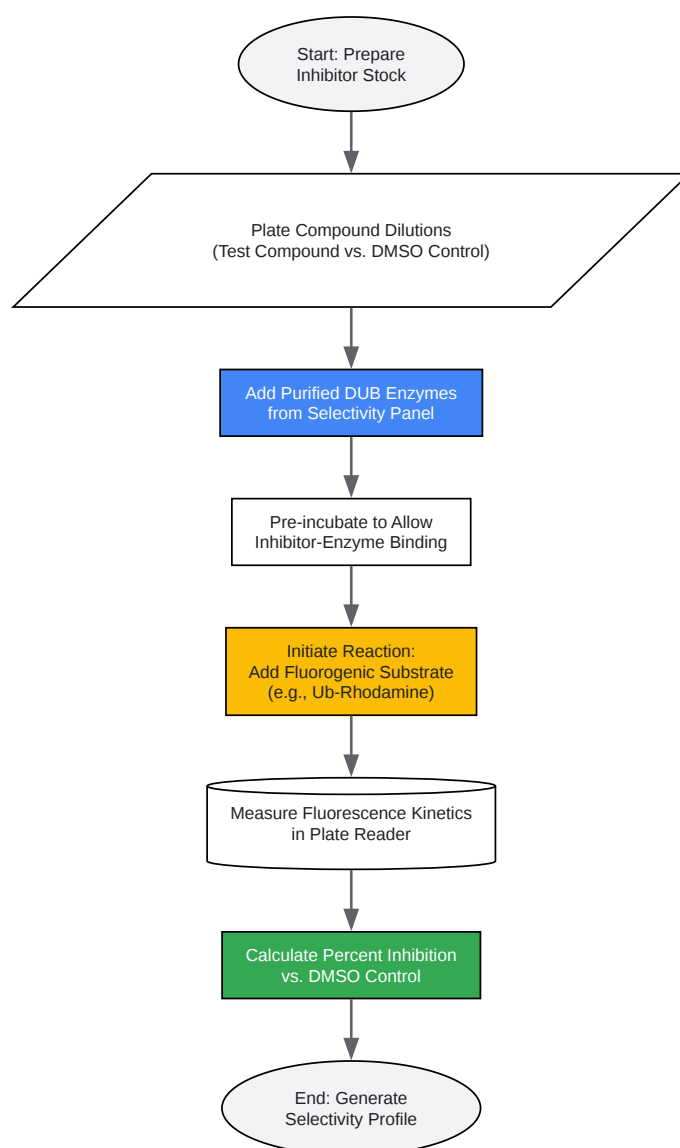 Start: Prepare
Inhibitor Stock
Plate Compound Dilutions
(Test Compound vs. DMSO Control)
Add Purified DUB Enzymes
from Selectivity Panel
Pre-incubate to Allow
Inhibitor-Enzyme Binding
Initiate Reaction:
Add Fluorogenic Substrate
(e.g., Ub-Rhodamine)
Measure Fluorescence Kinetics
in Plate Reader
Calculate Percent Inhibition
vs. DMSO Control
End: Generate
Selectivity Profile